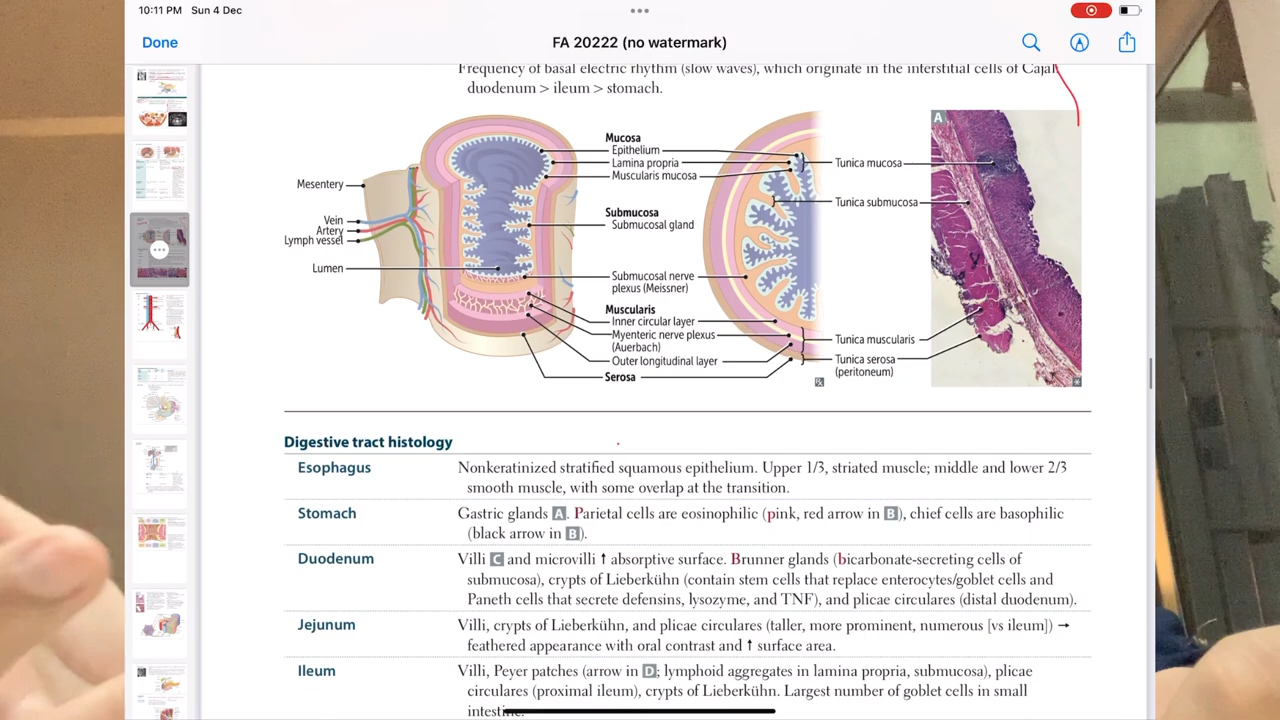 10:11 PM Sun 4 Dec
Done
FA 20222 (no watermark)
Frequency of basal electric rhythm (slow waves), which originate in the interstitial cells of Cajal:
duodenum > ileum > stomach.
Mesentery
Vein
Artery
Lymph vessel
Lumen
Mucosa
Epithelium
Lamina propria
Muscularis mucosa
Submucosa
Submucosal gland
Submucosal nerve
plexus (Meissner)
Muscularis
Inner circular layer
Myenteric nerve plexus
(Auerbach)
Outer longitudinal layer
Serosa
Tunica mucosa
Tunica submucosa
Tunica muscularis
Tunica serosa
(peritoneum)
A
Digestive tract histology
Esophagus
Nonkeratinized stratified squamous epithelium. Upper 1/3, striated muscle; middle and lower 2/3
smooth muscle, with some overlap at the transition.
Stomach
Gastric glands A. Parietal cells are eosinophilic (pink, red arrow in B), chief cells are basophilic
(black arrow in B).
Duodenum
Villi C and microvilli ↑ absorptive surface. Brunner glands (bicarbonate-secreting cells of
submucosa), crypts of Lieberkühn (contain stem cells that replace enterocytes/goblet cells and
Paneth cells that secrete defensins, lysozyme, and TNF), and plicae circulares (distal duodenum).
Jejunum
Villi, crypts of Lieberkühn, and plicae circulares (taller, more prominent, numerous [vs ileum]) →
feathered appearance with oral contrast and ↑ surface area.
Ileum
Villi, Peyer patches (arrow in D; lymphoid aggregates in lamina propria, submucosa), plicae
circulares (proximal ileum), crypts of Lieberkühn. Largest number of goblet cells in small
intestine.